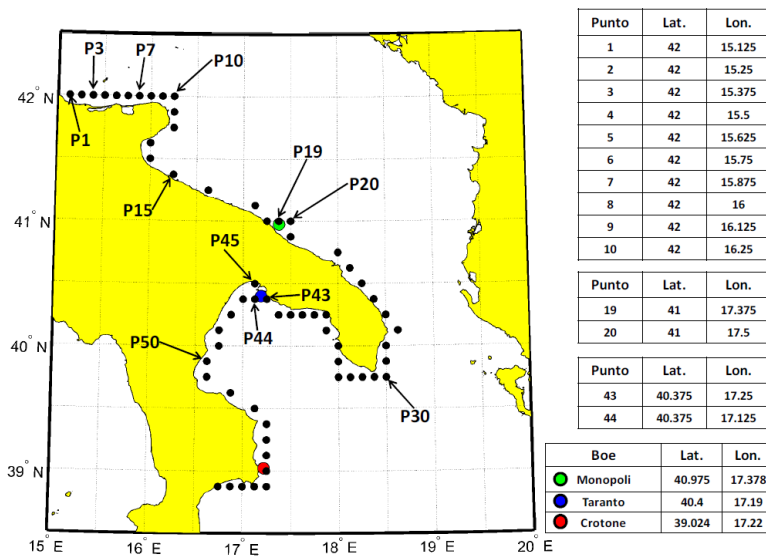 P3
P7
P10
42° N
P1
P19
P20
P15
41° N
P45
P43
P44
P50
40° N
P30
39° N
15° E
16° E
17° E
18° E
19° E
20° E
Punto Lat. Lon.
1 42 15.125
2 42 15.25
3 42 15.375
4 42 15.5
5 42 15.625
6 42 15.75
7 42 15.875
8 42 16
9 42 16.125
10 42 16.25
Punto Lat. Lon.
19 41 17.375
20 41 17.5
Punto Lat. Lon.
43 40.375 17.25
44 40.375 17.125
Boe Lat. Lon.
Monopoli 40.975 17.378
Taranto 40.4 17.19
Crotone 39.024 17.22